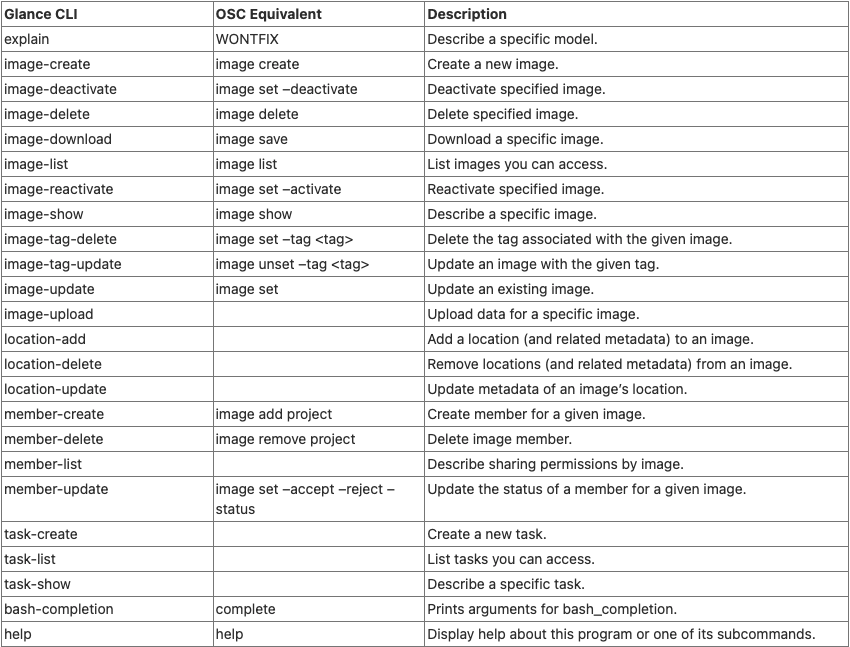 Glance CLI OSC Equivalent Description
explain WONTFIX Describe a specific model.
image-create image create Create a new image.
image-deactivate image set –deactivate Deactivate specified image.
image-delete image delete Delete specified image.
image-download image save Download a specific image.
image-list image list List images you can access.
image-reactivate image set –activate Reactivate specified image.
image-show image show Describe a specific image.
image-tag-delete image set –tag <tag> Delete the tag associated with the given image.
image-tag-update image unset –tag <tag> Update an image with the given tag.
image-update image set Update an existing image.
image-upload Upload data for a specific image.
location-add Add a location (and related metadata) to an image.
location-delete Remove locations (and related metadata) from an image.
location-update Update metadata of an image’s location.
member-create image add project Create member for a given image.
member-delete image remove project Delete image member.
member-list Describe sharing permissions by image.
member-update image set –accept –reject – Update the status of a member for a given image.
status
task-create Create a new task.
task-list List tasks you can access.
task-show Describe a specific task.
bash-completion complete Prints arguments for bash_completion.
help help Display help about this program or one of its subcommands.